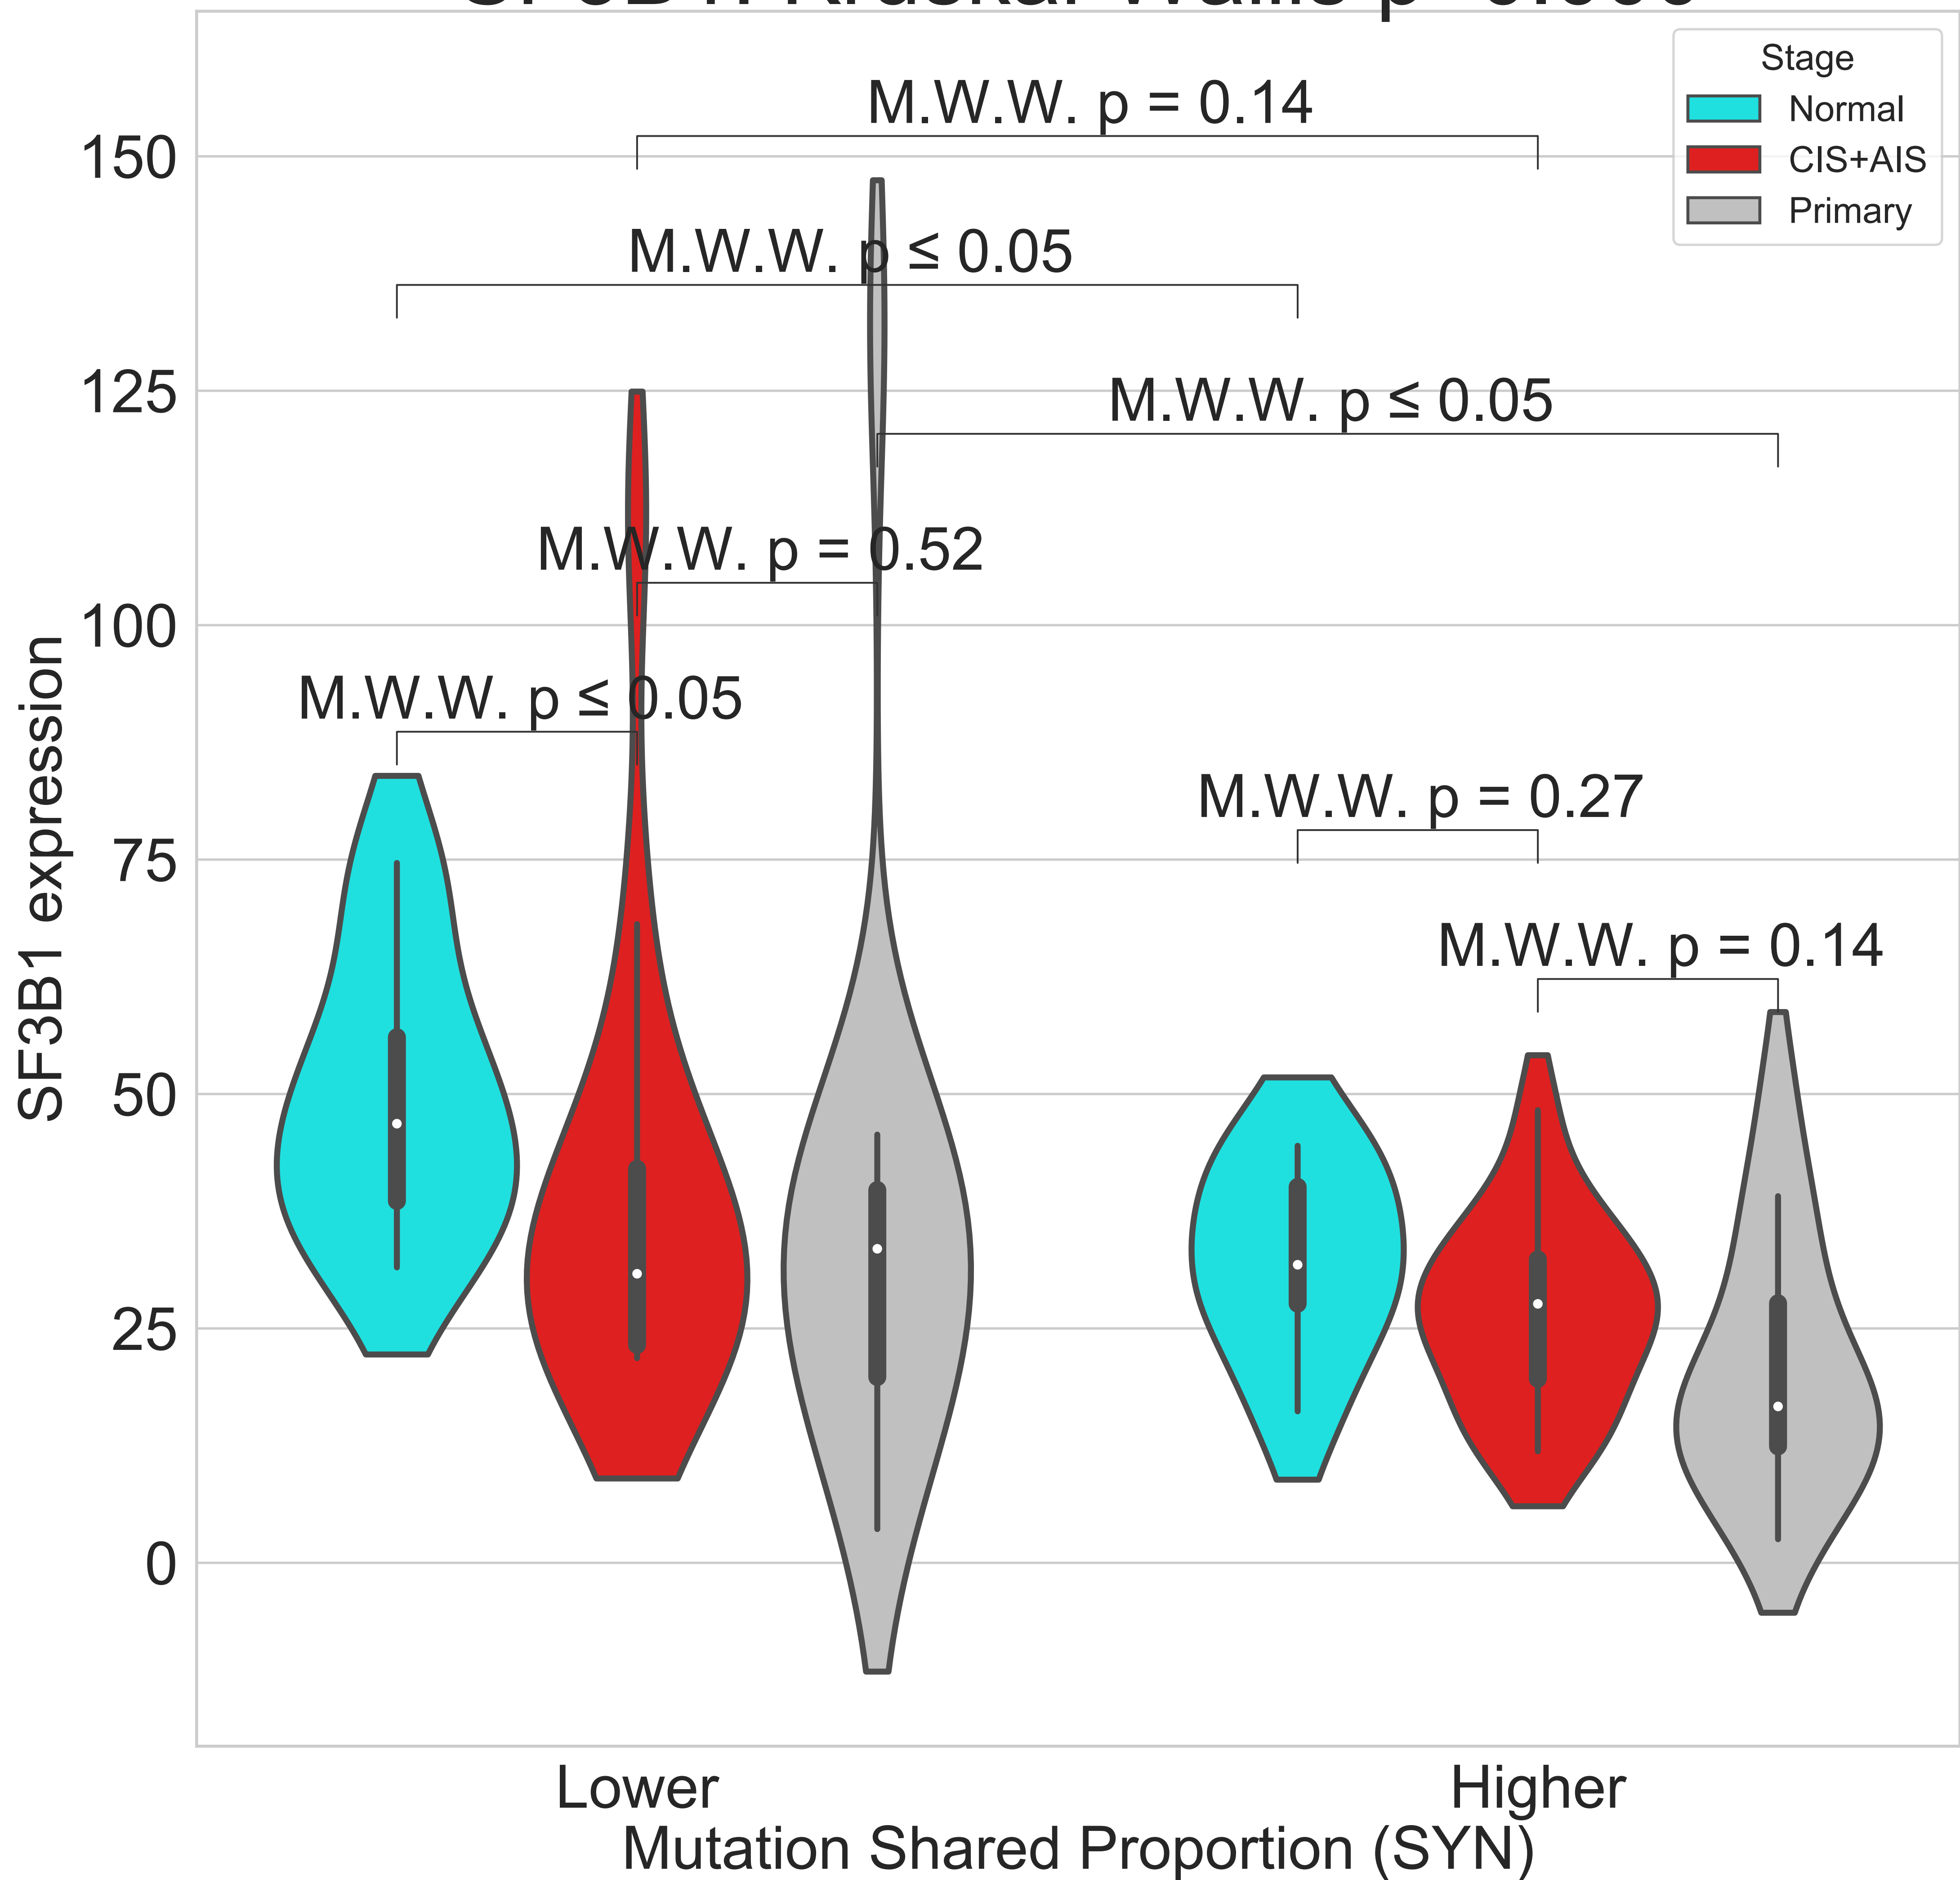 Stage
Normal
CIS+AIS
Primary
M.W.W. p = 0.14
M.W.W. p ≤ 0.05
M.W.W. p ≤ 0.05
M.W.W. p = 0.52
M.W.W. p ≤ 0.05
M.W.W. p = 0.27
M.W.W. p = 0.14
150
125
100
75
50
25
0
SF3B1 expression
Lower
Higher
Mutation Shared Proportion (SYN)